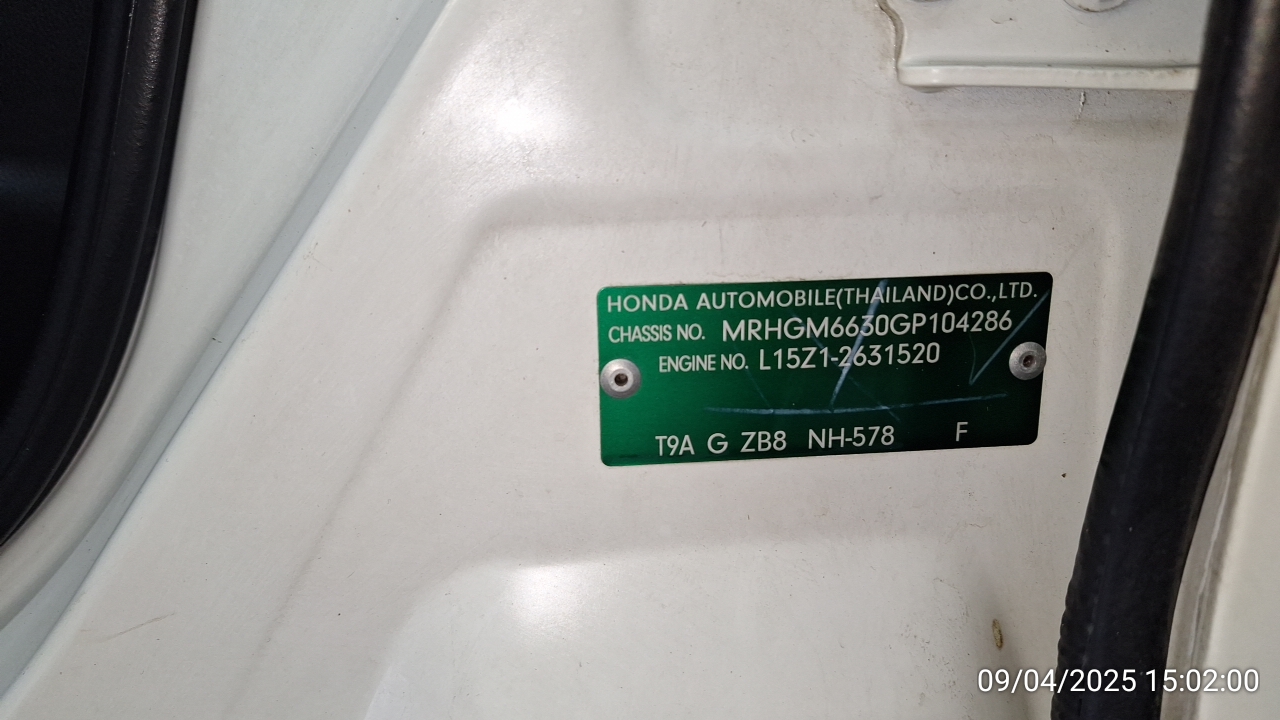 HONDA AUTOMOBILE(THAILAND)CO.,LTD.
CHASSIS NO. MRHGM6630GP104286
ENGINE NO. L15Z1-2631520
T9A G ZB8 NH-578 F
09/04/2025 15:02:00